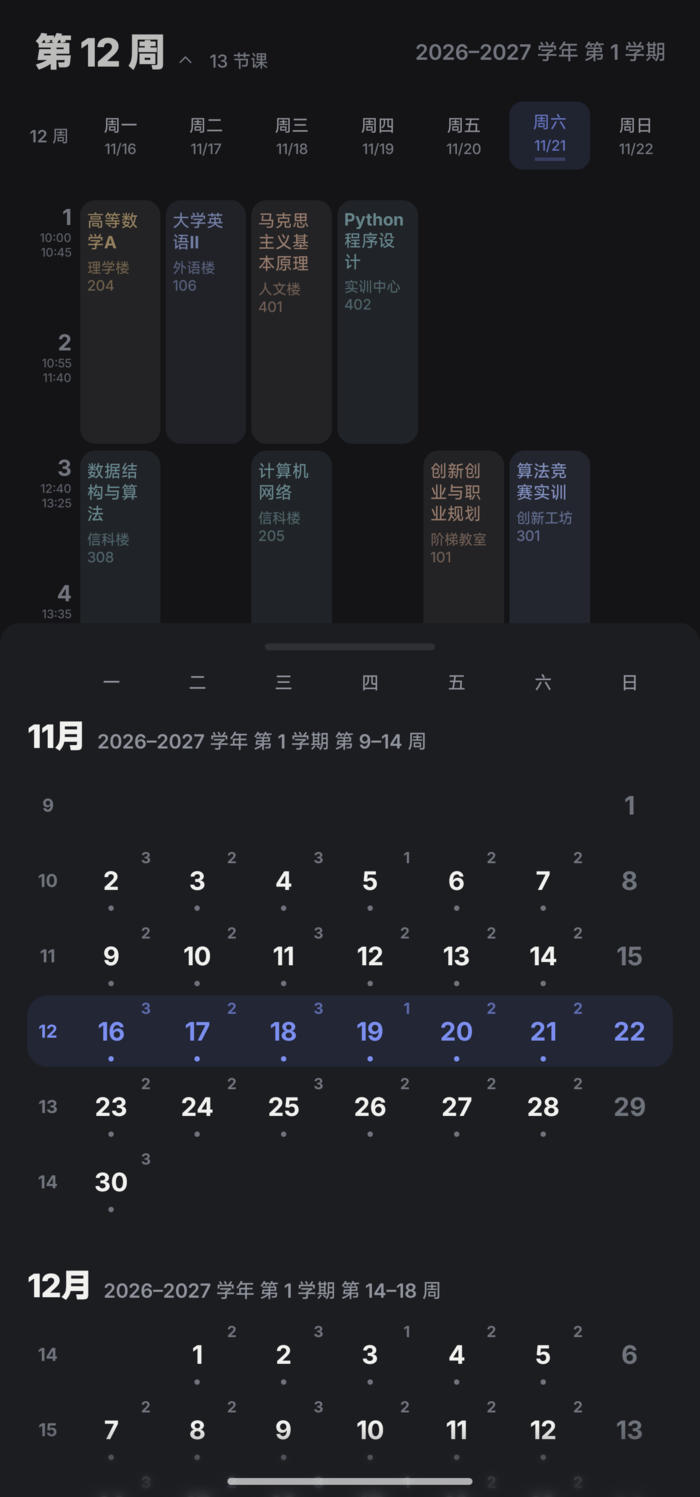 第 12 周 13 节课 2026–2027 学年 第 1 学期
12 周 周一 周二 周三 周四 周五 周六 周日
11/16 11/17 11/18 11/19 11/20 11/21 11/22
1
10:00
10:45
高等数
学A
理学楼
204
大学英
语II
外语楼
106
马克思
主义基
本原理
人文楼
401
Python
程序设
计
实训中心
402
2
10:55
11:40
3
12:40
13:25
数据结
构与算
法
信科楼
308
计算机
网络
信科楼
205
创新创
业与职
业规划
阶梯教室
101
算法竞
赛实训
创新工坊
301
4
13:35
一 二 三 四 五 六 日
11月 2026–2027 学年 第 1 学期 第 9–14 周
9 1
3 2 3 1 2 2
10 2 3 4 5 6 7 8
2 2 3 2 2 2
11 9 10 11 12 13 14 15
3 2 3 1 2 2
12 16 17 18 19 20 21 22
2 2 3 2 2 2
13 23 24 25 26 27 28 29
3
14 30
12月 2026–2027 学年 第 1 学期 第 14–18 周
2 3 1 2 2
14 1 2 3 4 5 6
2 2 3 2 2 2
15 7 8 9 10 11 12 13